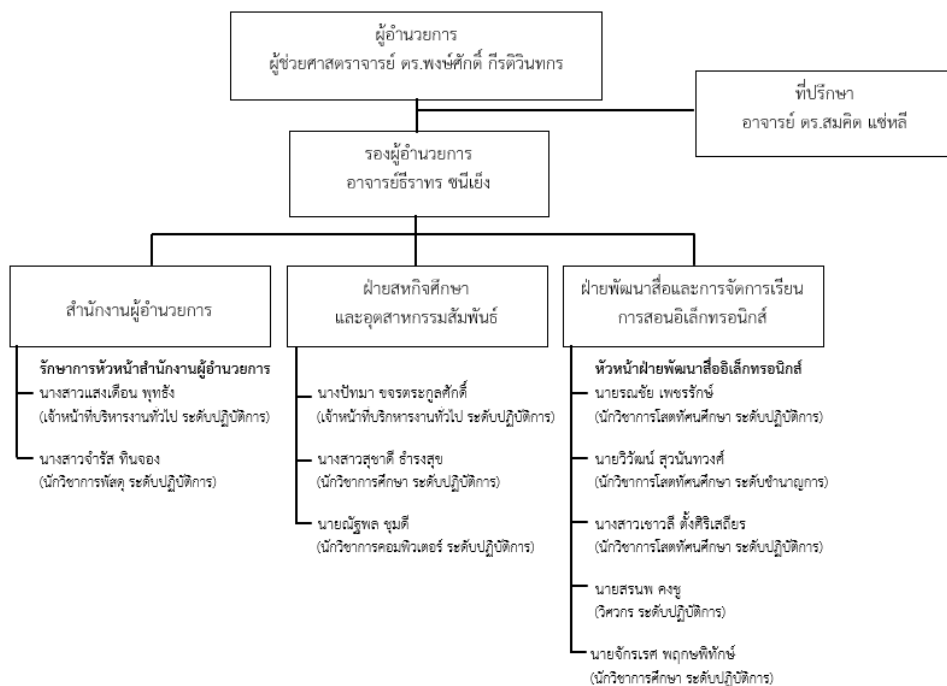 ผู้อำนวยการ
ผู้ช่วยศาสตราจารย์ ดร.พงษ์ศักดิ์ กีรติวินทกร
ที่ปรึกษา
อาจารย์ ดร.สมคิด แซ่หลี
รองผู้อำนวยการ
อาจารย์ธีราทร ชนีเย็ง
สำนักงานผู้อำนวยการ
ฝ่ายสหกิจศึกษา
และอุตสาหกรรมสัมพันธ์
ฝ่ายพัฒนาสื่อและการจัดการเรียน
การสอนอิเล็กทรอนิกส์
รักษาการหัวหน้าสำนักงานผู้อำนวยการ
นางสาวแสงเดือน พุทธัง
(เจ้าหน้าที่บริหารงานทั่วไป ระดับปฏิบัติการ)
นางสาวจำรัส ทินจอง
(นักวิชาการพัสดุ ระดับปฏิบัติการ)
นางปัทมา ขจรตระกูลศักดิ์
(เจ้าหน้าที่บริกหารงานทั่วไป ระดับปฏิบัติการ)
นางสาวสุชาดี ธำรงสุข
(นักวิชาการศึกษา ระดับปฏิบัติการ)
นายณัฐพล ชุมดี
(นักวิชาการคอมพิวเตอร์ ระดับปฏิบัติการ)
หัวหน้าฝ่ายพัฒนาสื่ออิเล็กทรอนิกส์
นายรณชัย เพชรรักษ์
(นักวิชาการโสตทัศนศึกษา ระดับปฏิบัติการ)
นายวิวัฒน์ สุวนันทวงศ์
(นักวิชาการโสตทัศนศึกษา ระดับชำนาญการ)
นางสาวเชาวลี ตั้งศิริเสถียร
(นักวิชาการโสตทัศนศึกษา ระดับปฏิบัติการ)
นายสรนพ คงชู
(วิศวกร ระดับปฏิบัติการ)
นายจักรเรศ พฤกษพิทักษ์
(นักวิชาการศึกษา ระดับปฏิบัติการ)